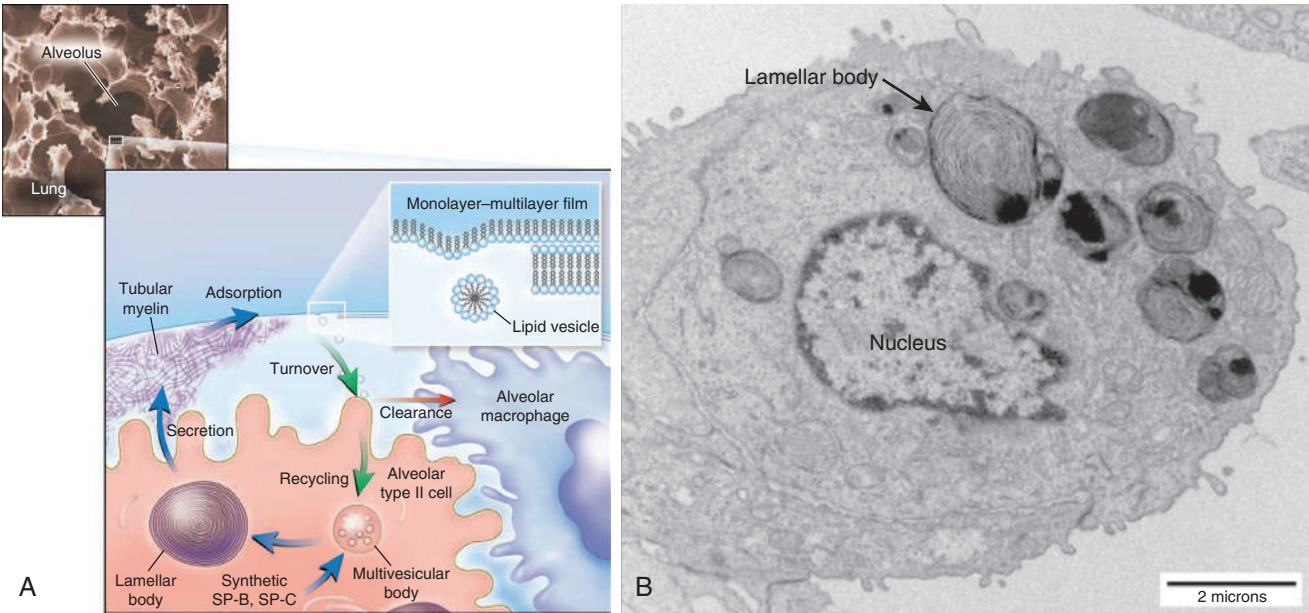 Alveolus
Lung
Monolayer–multilayer film
Lipid vesicle
Tubular
myelin
Adsorption
Turnover
Clearance
Alveolar
macrophage
Secretion
Recycling
Alveolar
type II cell
Lamellar
body
Synthetic
SP-B, SP-C
Multivesicular
body
A
Lamellar body
Nucleus
B
2 microns